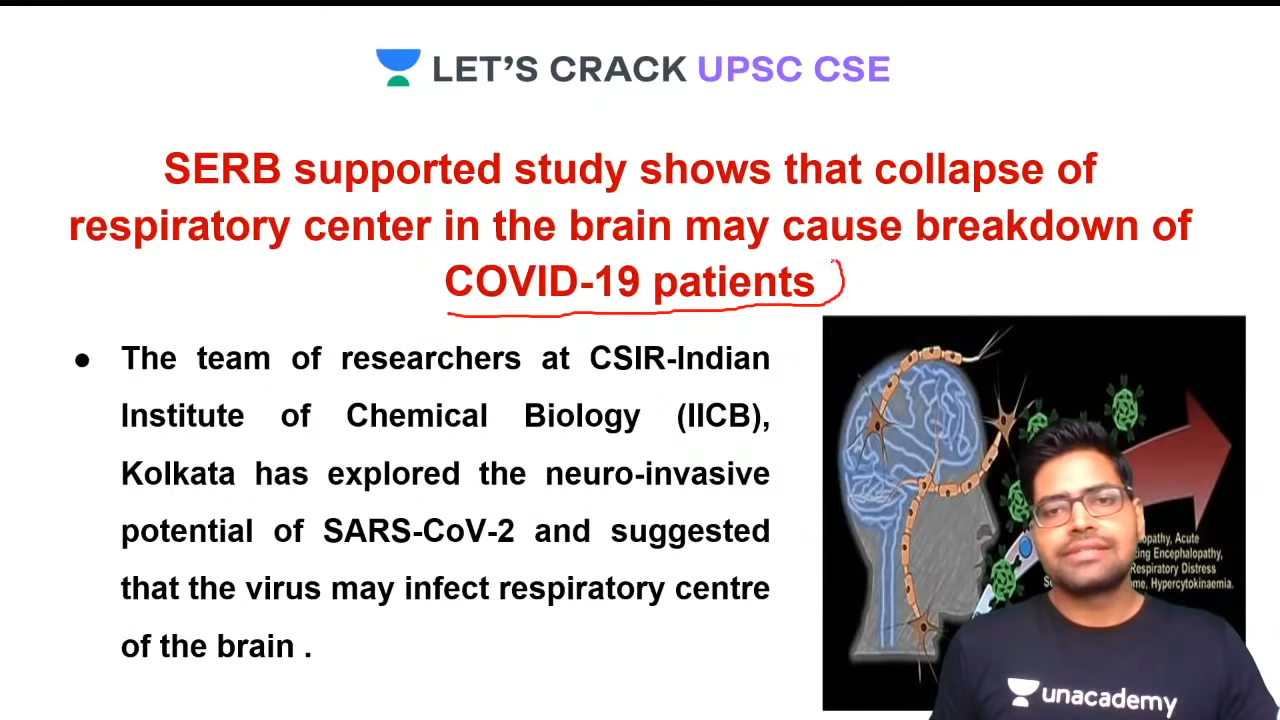 LET'S CRACK UPSC CSE
SERB supported study shows that collapse of
respiratory center in the brain may cause breakdown of
COVID-19 patients
● The team of researchers at CSIR-Indian
Institute of Chemical Biology (IICB),
Kolkata has explored the neuro-invasive
potential of SARS-CoV-2 and suggested
that the virus may infect respiratory centre
of the brain .
Acute
Encephalopathy,
Respiratory Distress
Hypercytokinaemia.
unacademy